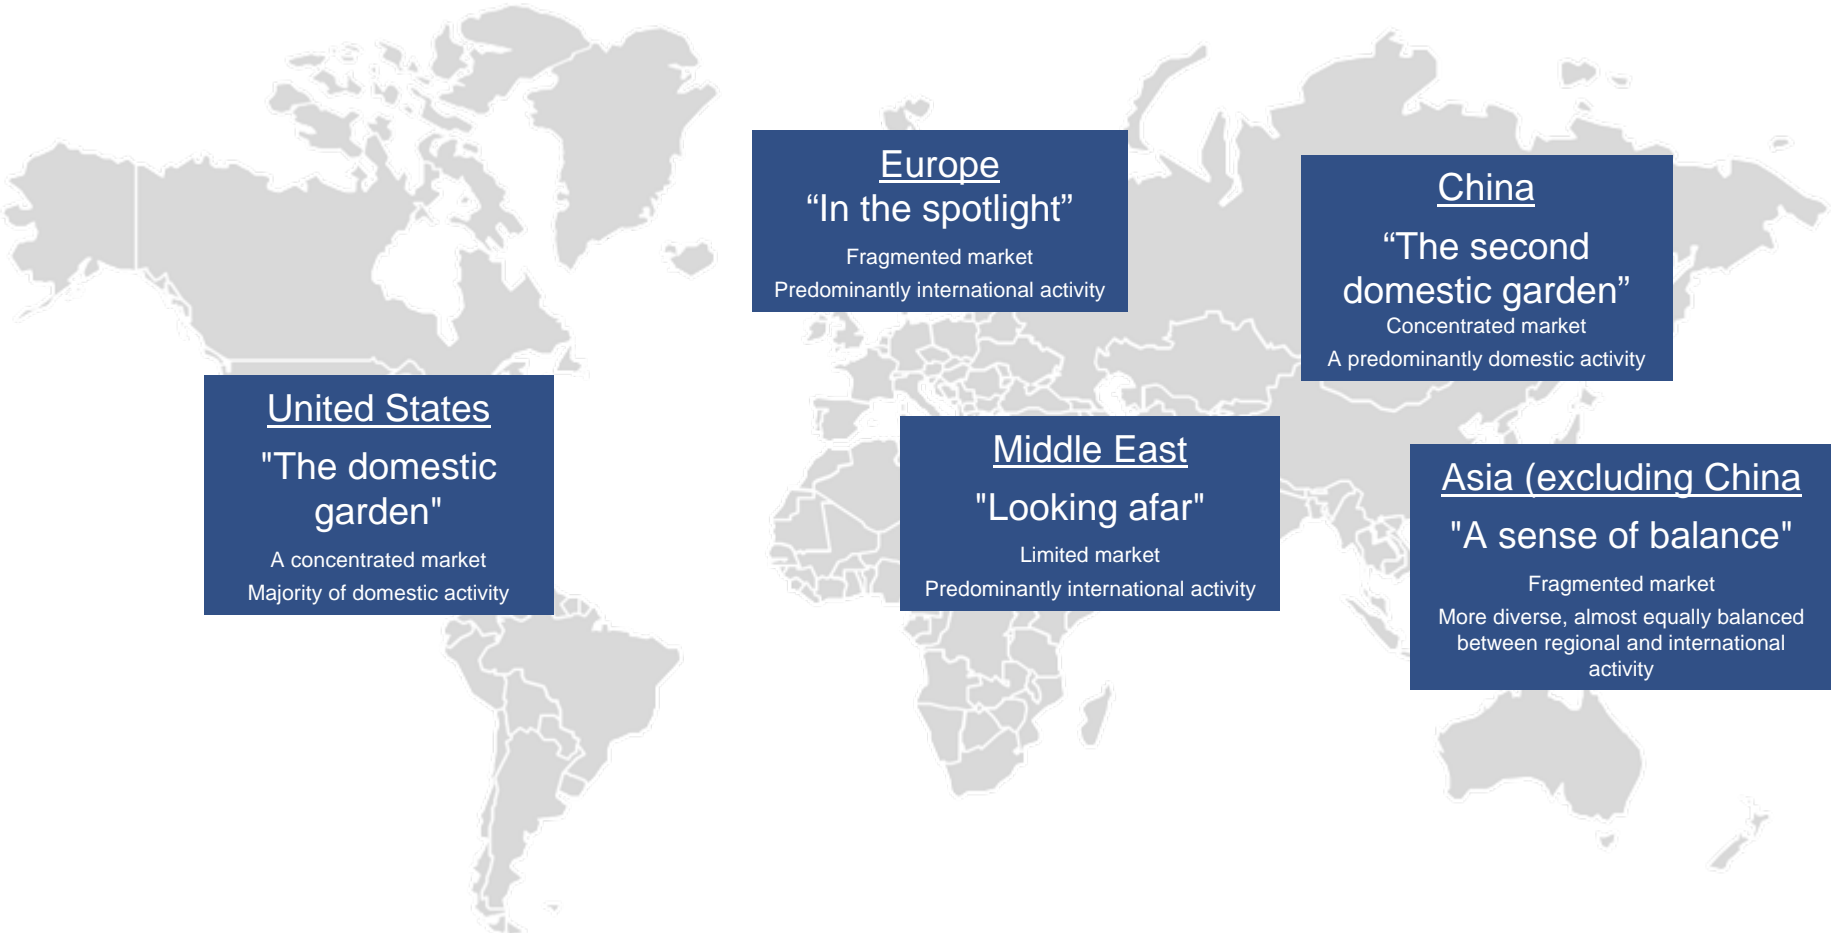 Europe
“In the spotlight”
Fragmented market
Predominantly international activity
China
“The second
domestic garden”
Concentrated market
A predominantly domestic activity
United States
"The domestic
garden"
A concentrated market
Majority of domestic activity
Middle East
"Looking afar"
Limited market
Predominantly international activity
Asia (excluding China
"A sense of balance"
Fragmented market
More diverse, almost equally balanced
between regional and international
activity